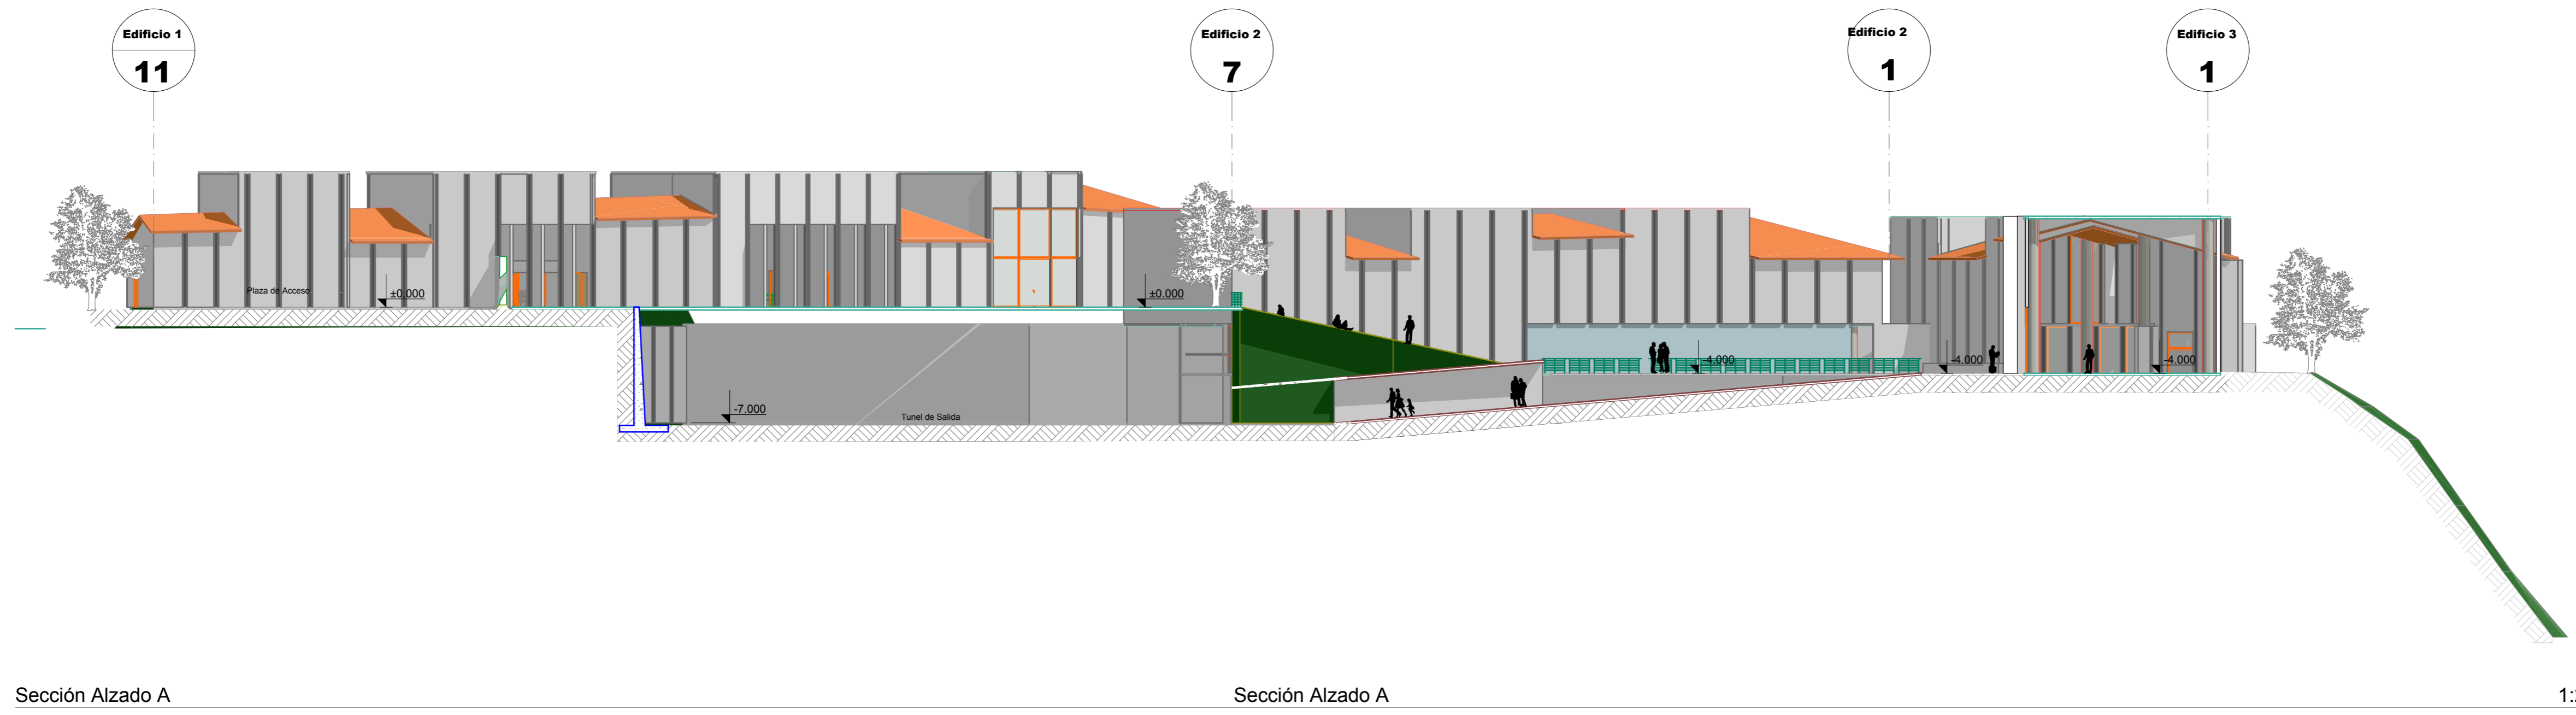 Edificio 1
11
Edificio 2
7
Edificio 2
1
Edificio 3
1
Plaza de Acceso
±0.000
±0.000
-4.000
-4.000
-4.000
-7.000
Tunel de Salida
Sección Alzado A
Sección Alzado A